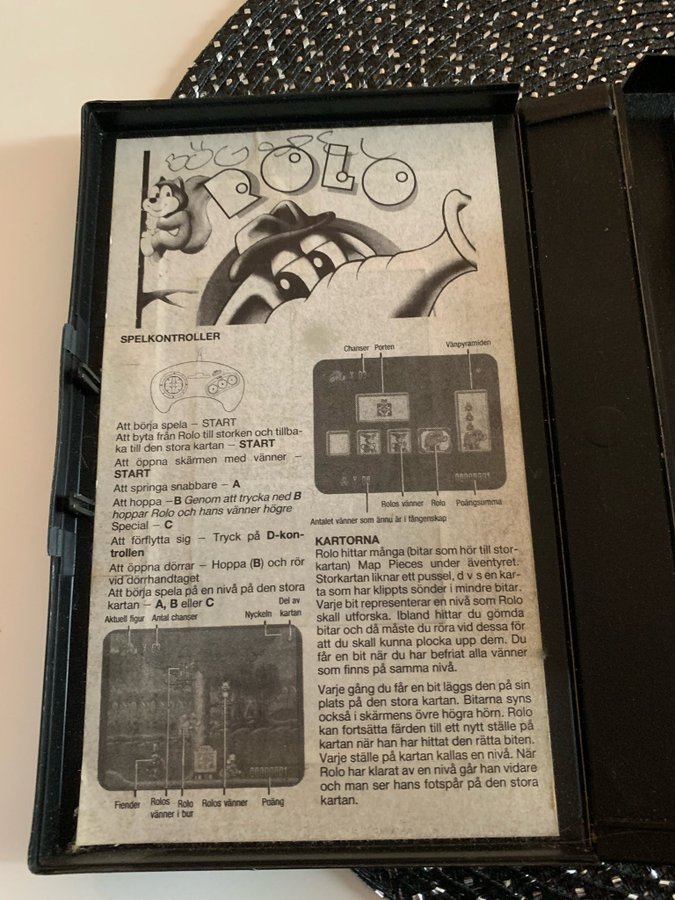 BÖG
ROLO
SPELKONTROLLER
Att börja spela – START
Att byta från Rolo till storken och tillba-
ka till den stora kartan – START
Att öppna skärmen med vänner –
START
Att springa snabbare – A
Att hoppa –B Genom att trycka ned B
hoppar Rolo och hans vänner högre
Special – C
Att förflytta sig – Tryck på D-kon-
trollen
Att öppna dörrar – Hoppa (B) och rör
vid dörrhandtaget
Att börja spela på en nivå på den stora
kartan – A, B eller C
Aktuell figur Antal chanser Nyckeln Del av
kartan
Fiender Rolos
vänner i bur Rolo Rolos vänner Poäng
Chanser Porten Vänpyramiden
Rolos vänner Rolo Poängsumma
Antalet vänner som ännu är i fångenskap
KARTORNA
Rolo hittar många (bitar som hör till stor-
kartan) Map Pieces under äventyret.
Storkartan liknar ett pussel, d v s en kar-
ta som har klippts sönder i mindre bitar.
Varje bit representerar en nivå som Rolo
skall utforska. Ibland hittar du gömda
bitar och då måste du röra vid dessa för
att du skall kunna plocka upp dem. Du
får en bit när du har befriat alla vänner
som finns på samma nivå.
Varje gång du får en bit läggs den på sin
plats på den stora kartan. Bitarna syns
också i skärmens övre högra hörn. Rolo
kan fortsätta färden till ett nytt ställe på
kartan när han har hittat den rätta biten.
Varje ställe på kartan kallas en nivå. När
Rolo har klarat av en nivå går han vidare
och man ser hans fotspår på den stora
kartan.